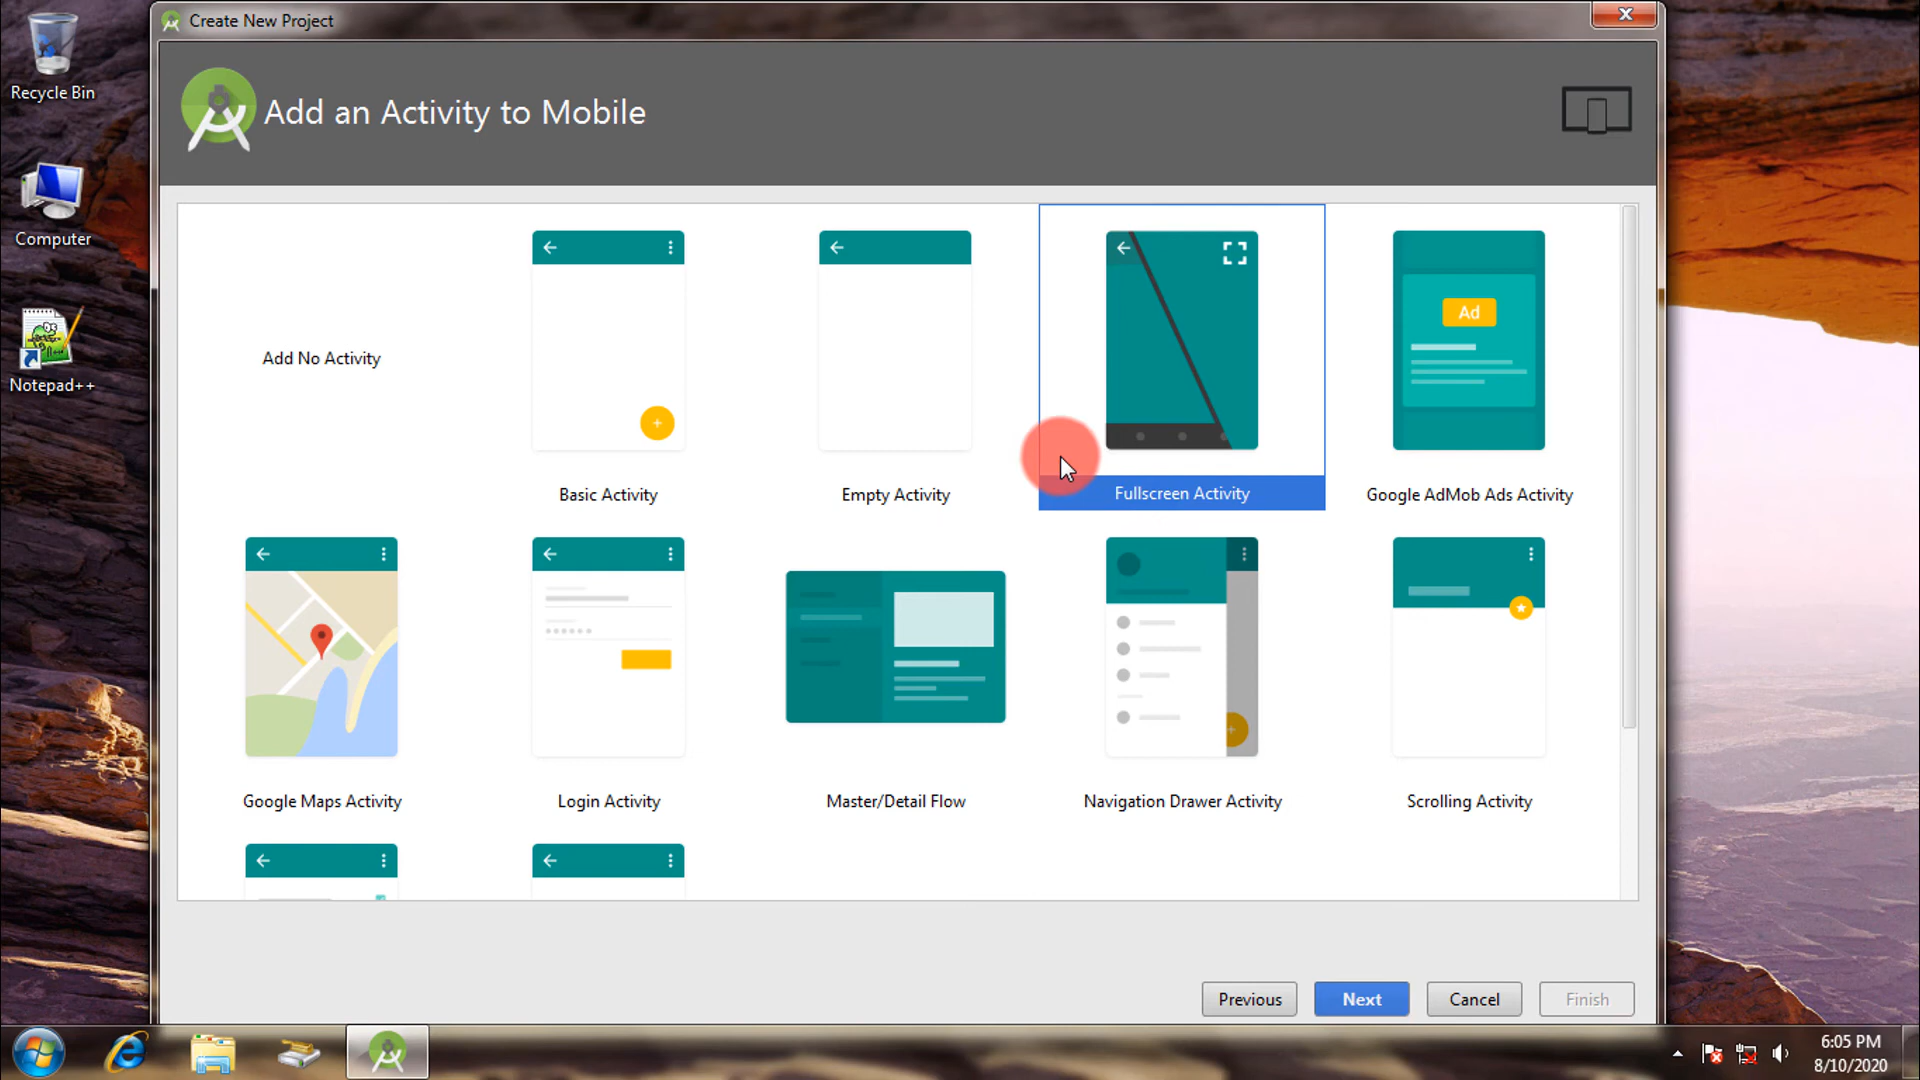 Create New Project
Recycle Bin
Add an Activity to Mobile
Computer
Notepad++
Add No Activity
Ad
Basic Activity
Empty Activity
Fullscreen Activity
Google AdMob Ads Activity
Google Maps Activity
Login Activity
Master/Detail Flow
Navigation Drawer Activity
Scrolling Activity
Previous
Next
Cancel
Finish
6:05 PM
8/10/2020